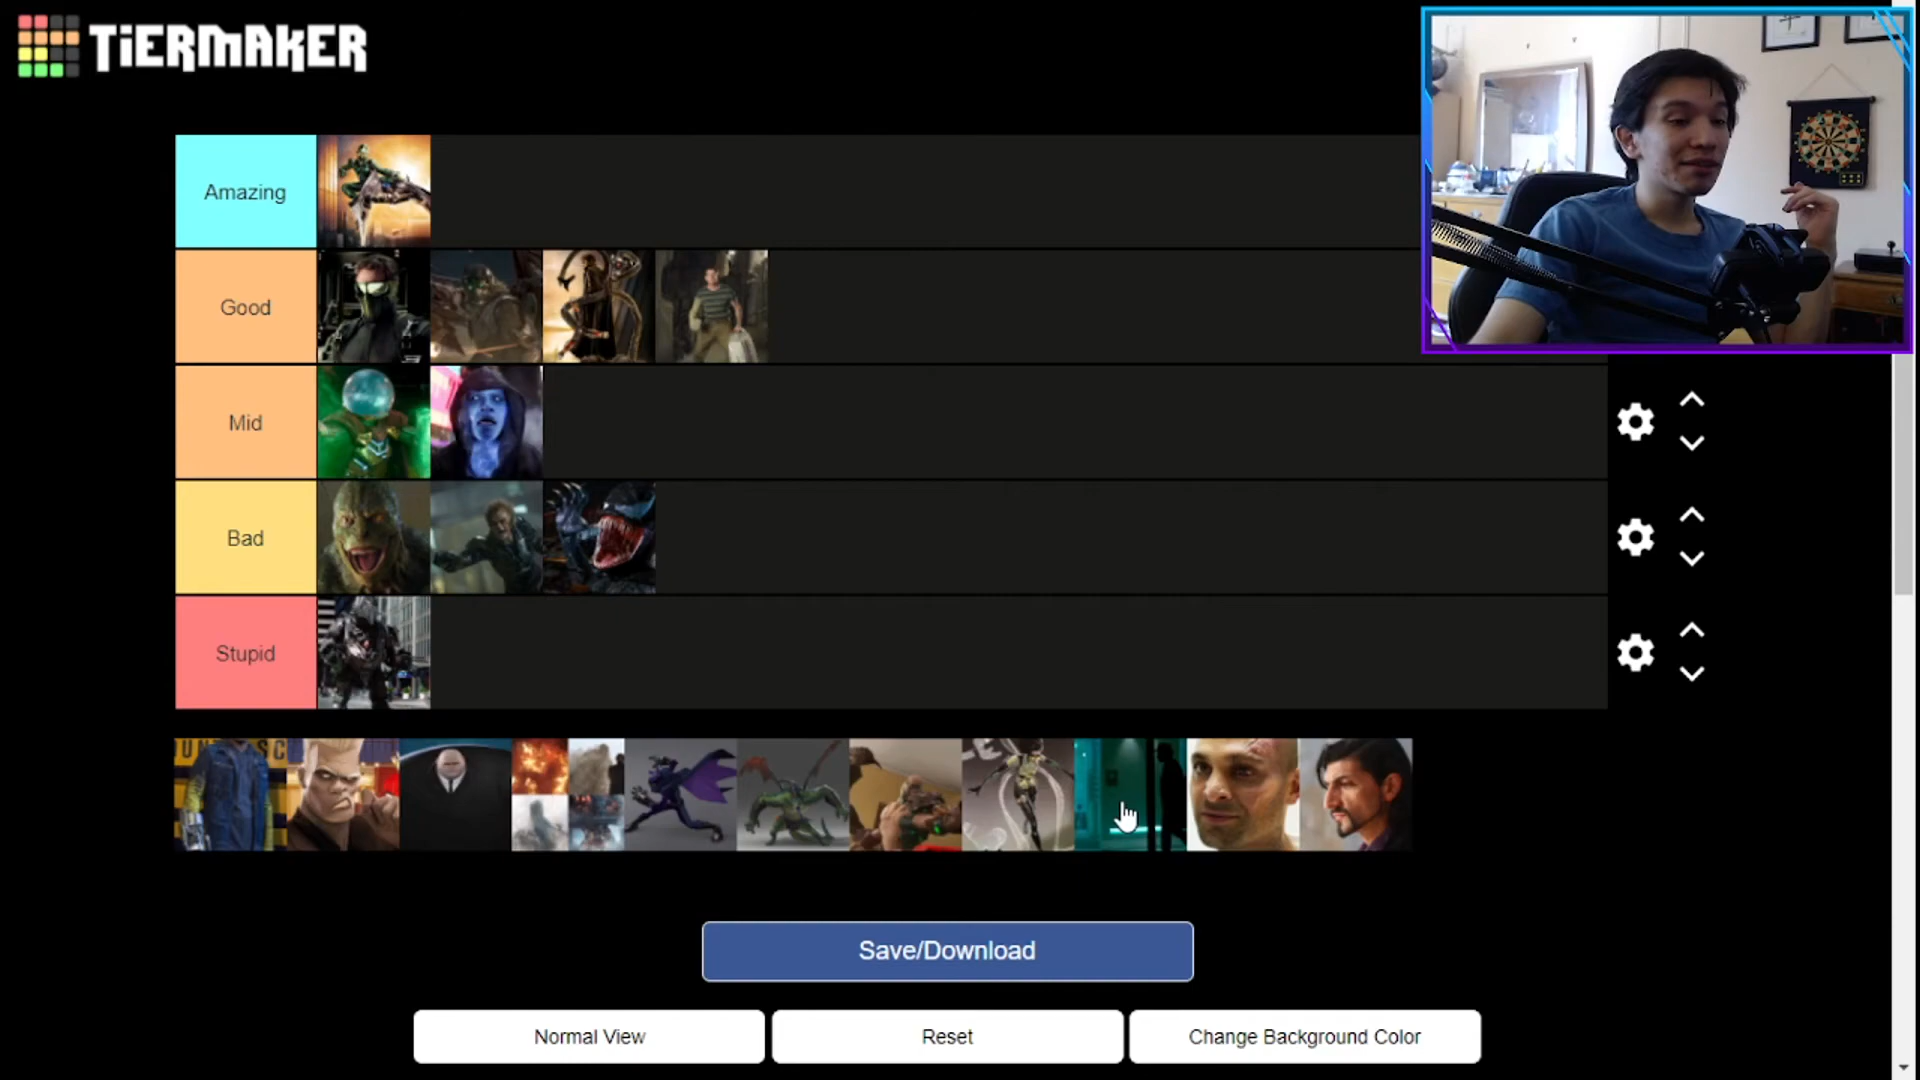 TiERMAKER
Amazing
Good
Mid
Bad
Stupid
Save/Download
Normal View
Reset
Change Background Color